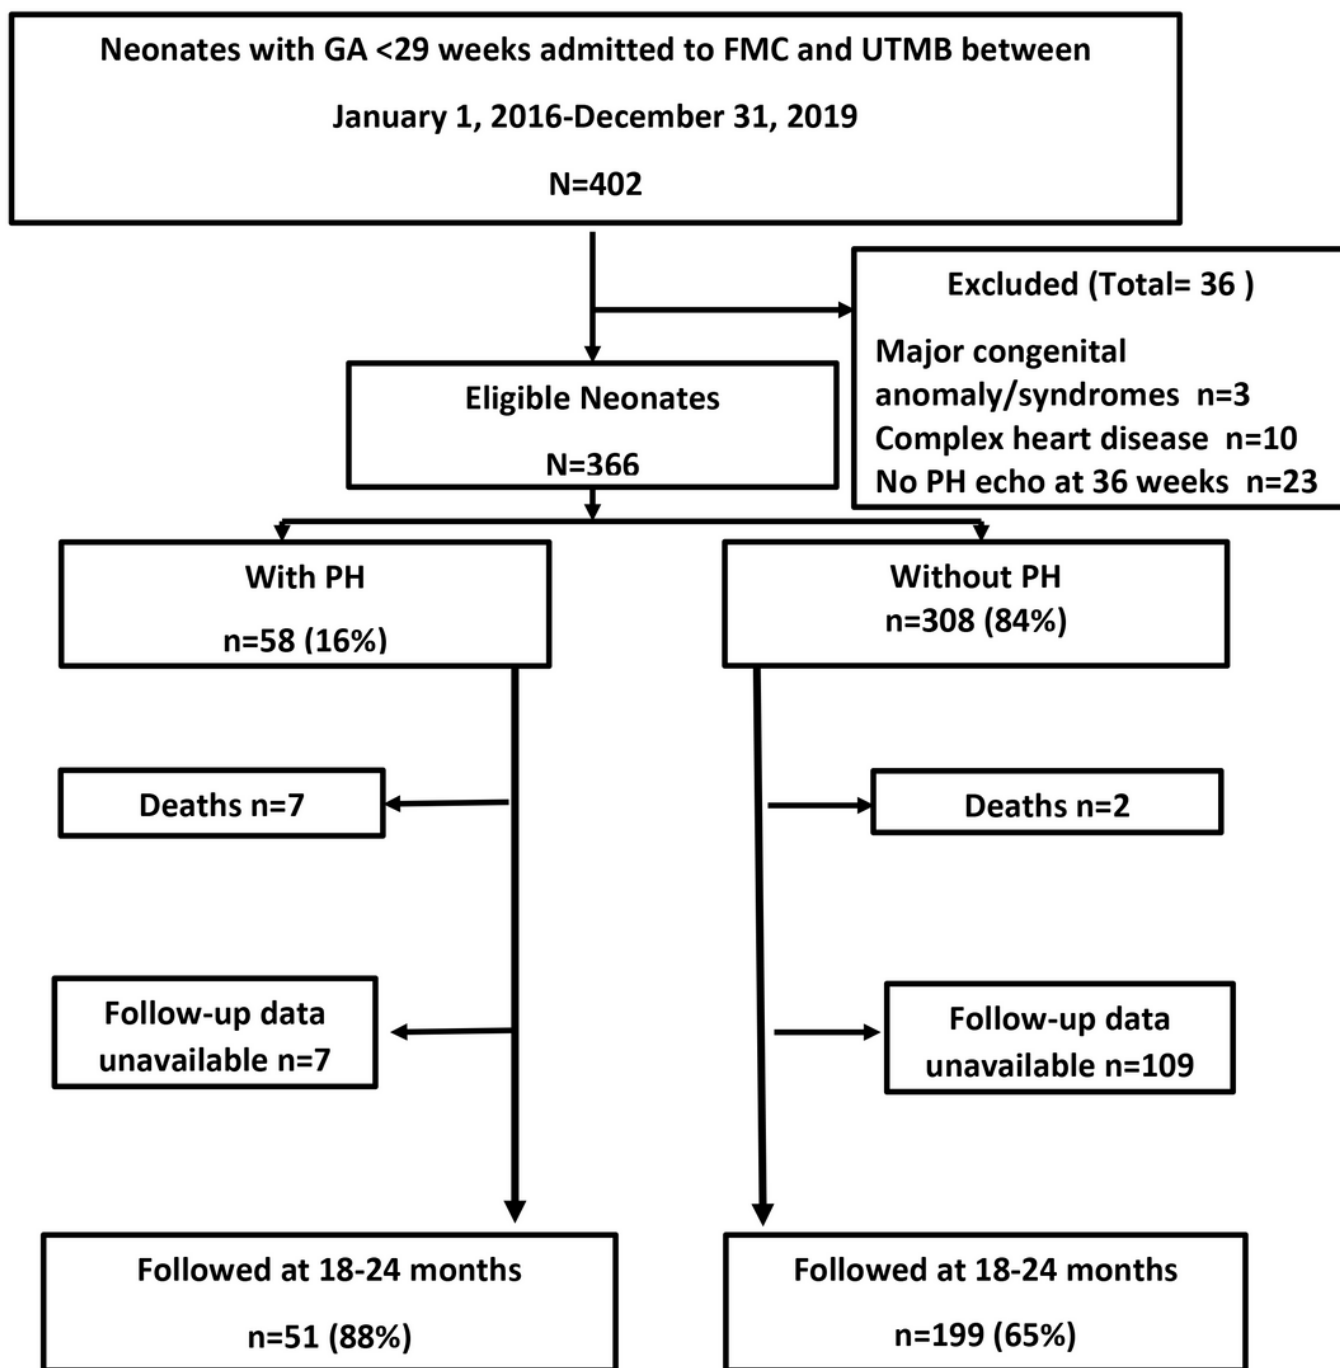 Neonates with GA <29 weeks admitted to FMC and UTMB between
January 1, 2016-December 31, 2019
N=402
Excluded (Total= 36 )
Major congenital
anomaly/syndromes  n=3
Complex heart disease  n=10
No PH echo at 36 weeks  n=23
Eligible Neonates
N=366
With PH
n=58 (16%)
Without PH
n=308 (84%)
Deaths n=7
Deaths n=2
Follow-up data
unavailable n=7
Follow-up data
unavailable n=109
Followed at 18-24 months
n=51 (88%)
Followed at 18-24 months
n=199 (65%)